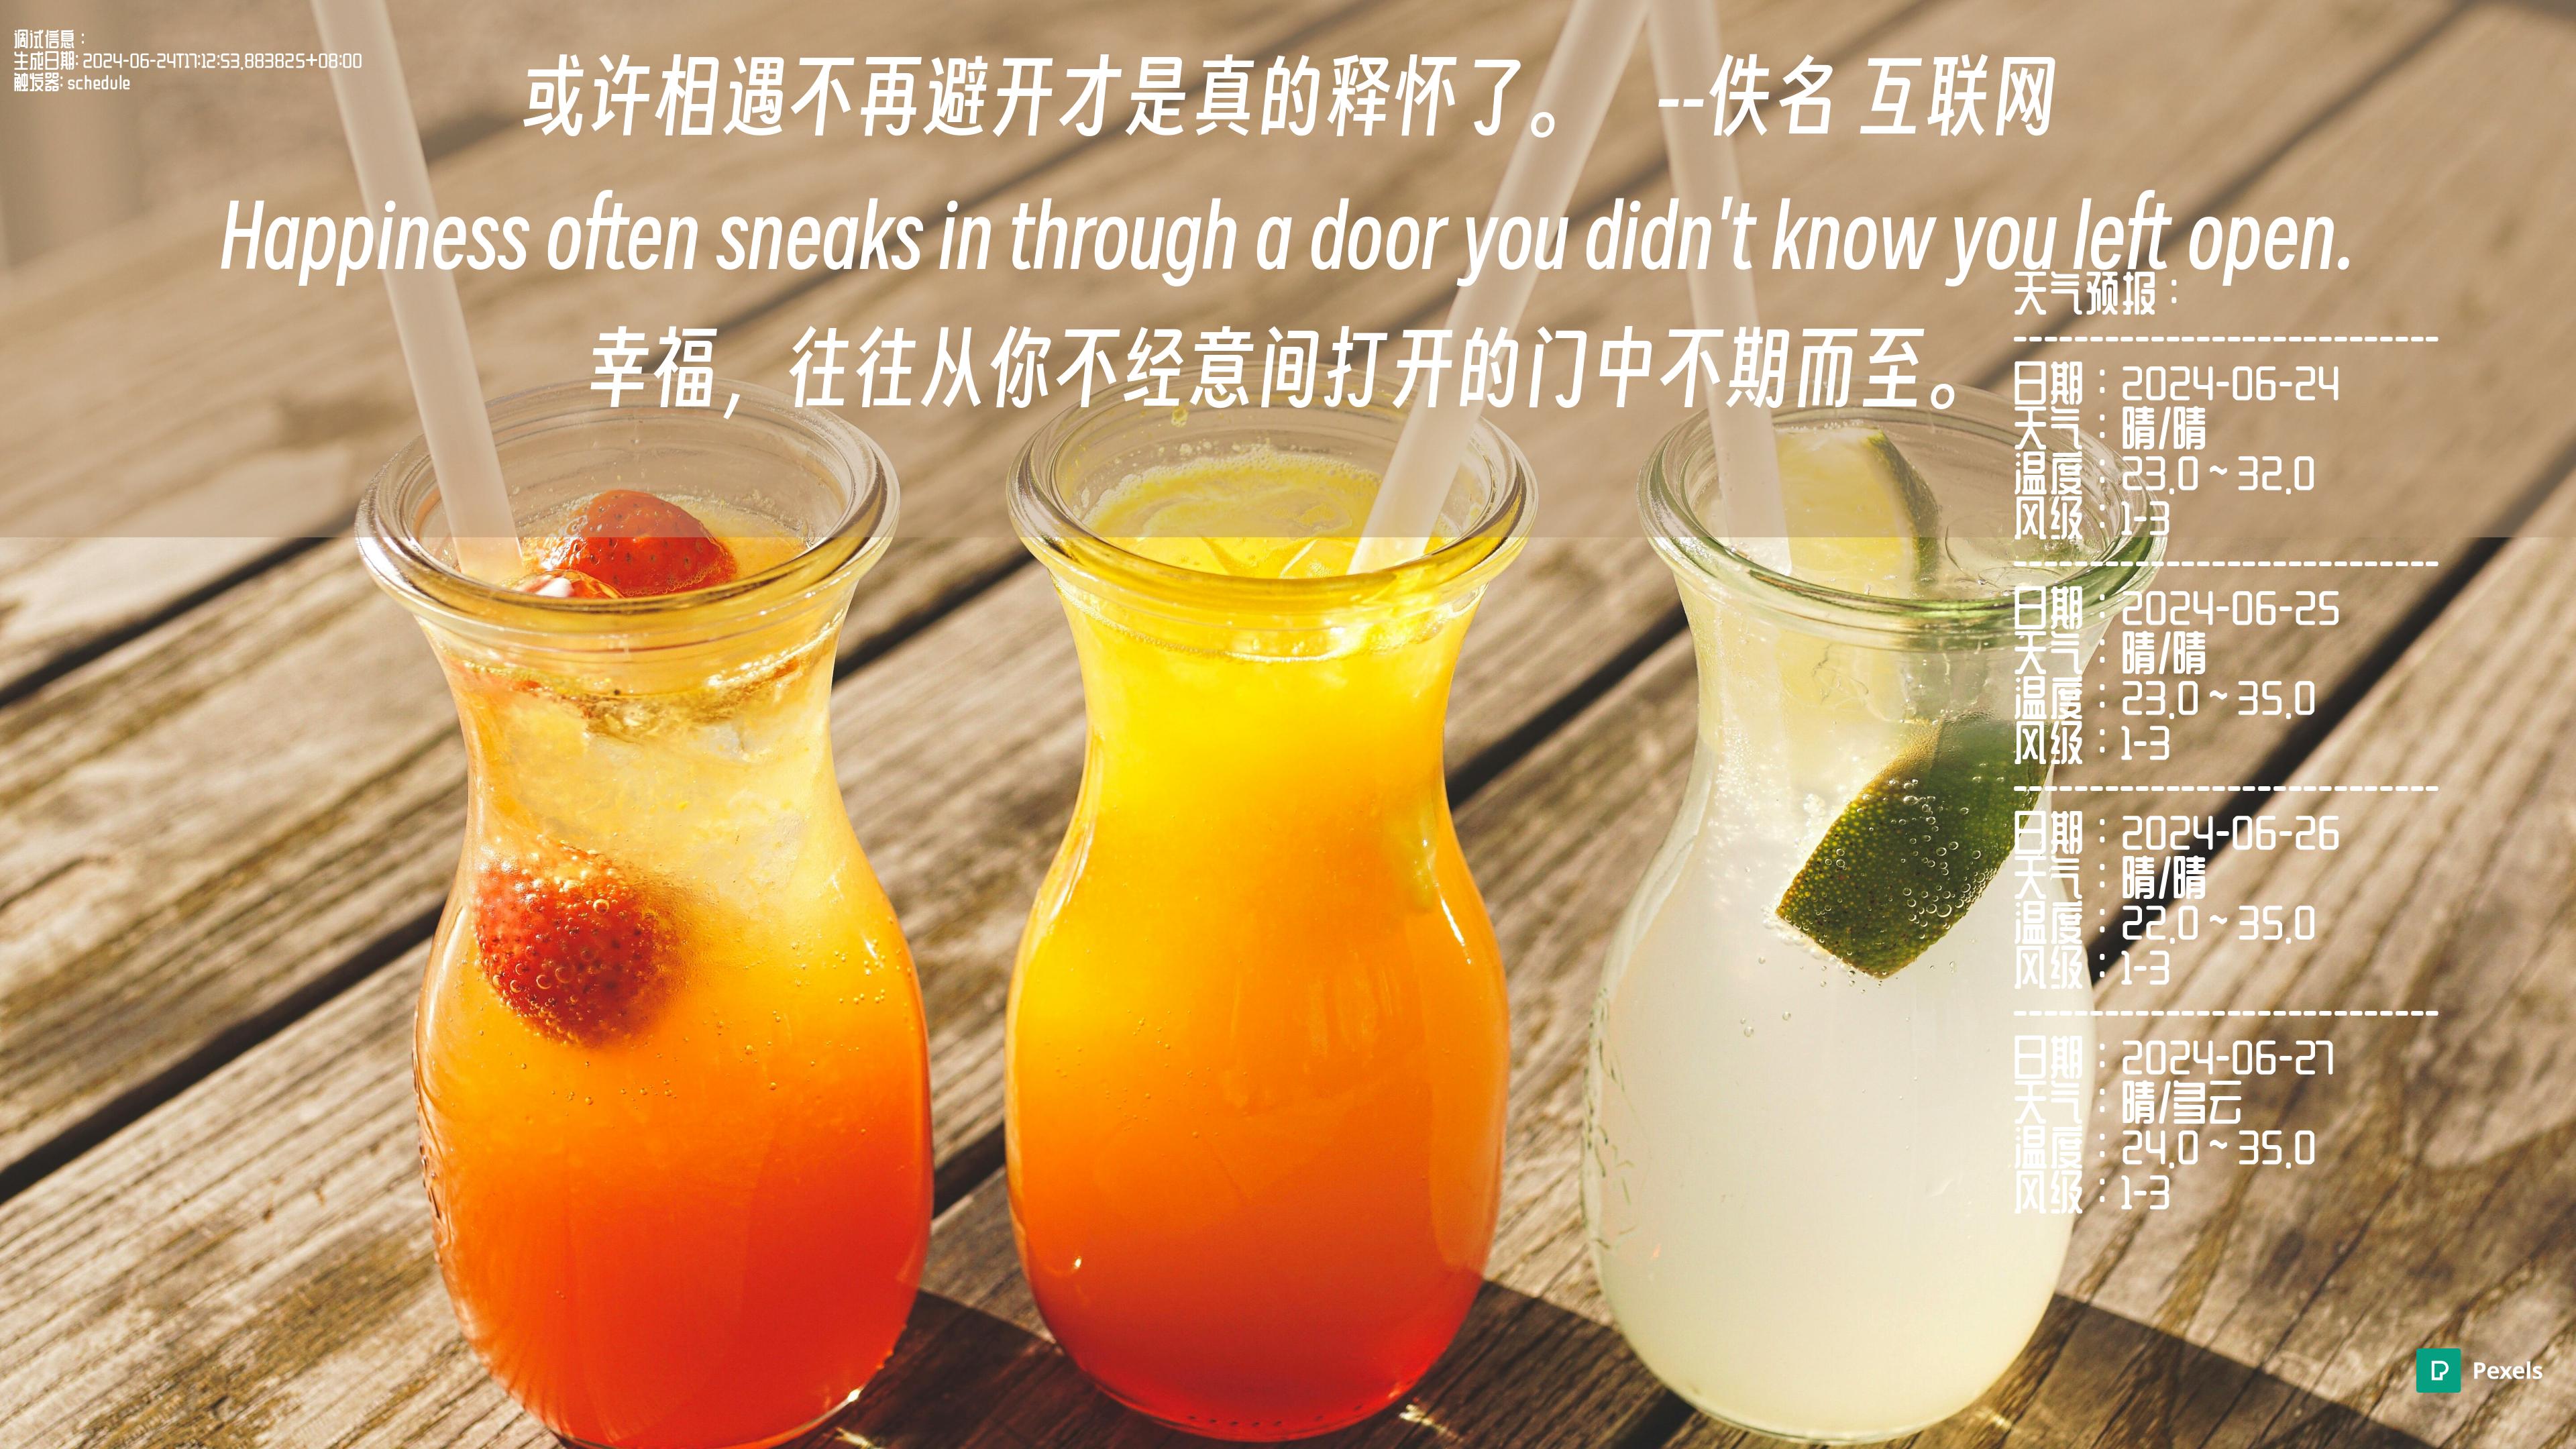 调试信息：
生成日期: 2024-06-24T17:12:53.883825+08:00
触发器: schedule
或许相遇不再避开才是真的释怀了。 --佚名 互联网
Happiness often sneaks in through a door you didn't know you left open.
幸福，往往从你不经意间打开的门中不期而至。
天气预报：
----------------------------
日期：2024-06-24
天气：晴/晴
温度：23.0 ~ 32.0
风级：1-3
----------------------------
日期：2024-06-25
天气：晴/晴
温度：23.0 ~ 35.0
风级：1-3
----------------------------
日期：2024-06-26
天气：晴/晴
温度：22.0 ~ 35.0
风级：1-3
----------------------------
日期：2024-06-27
天气：晴/多云
温度：24.0 ~ 35.0
风级：1-3
Pexels